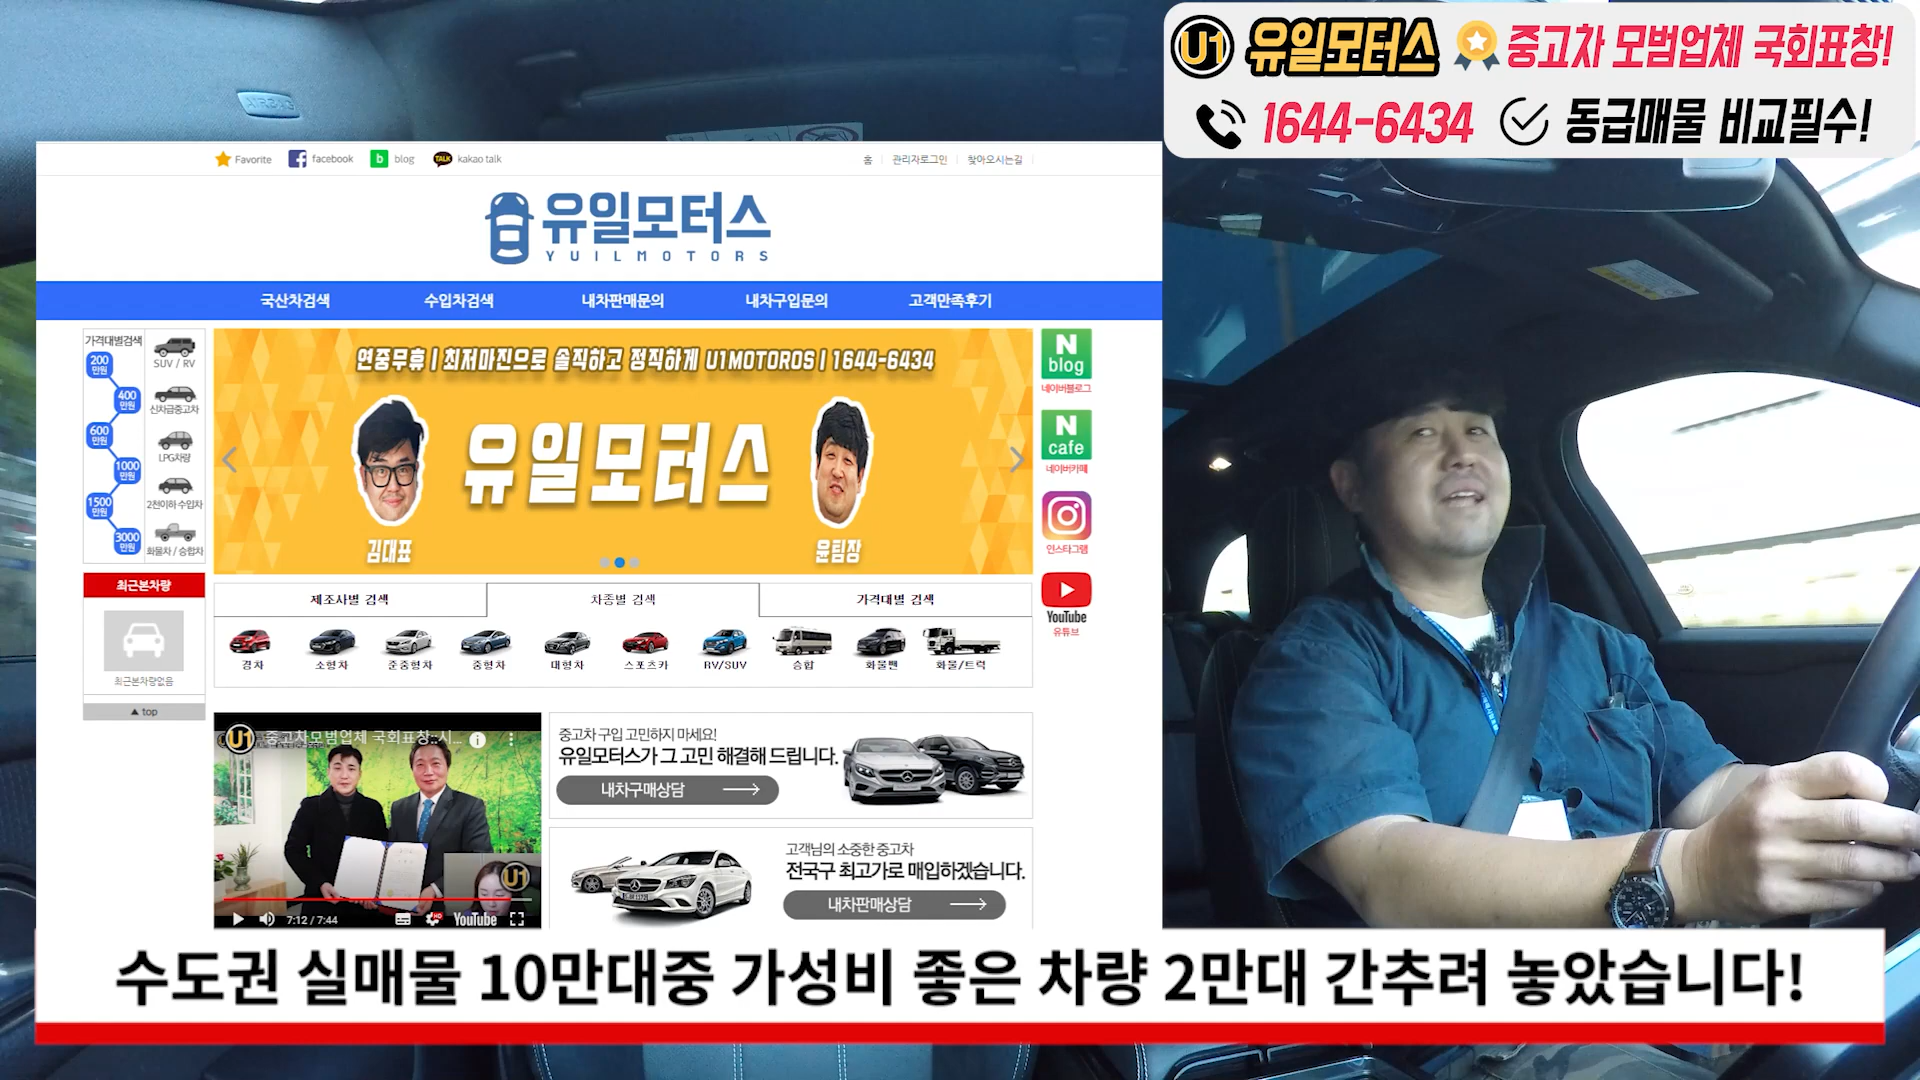 U1 유일모터스 중고차 모범업체 국회표창!
1644-6434 동급매물 비교필수!
AIRBAG
Favorite facebook blog kakao talk
홈 관리자로그인 찾아오시는길
유일모터스
YUILMOTORS
국산차검색 수입차검색 내차판매문의 내차구입문의 고객만족후기
가격대별검색
200만원
400만원
600만원
1000만원
1500만원
3000만원
SUV / RV
신차급중고차
LPG차량
2천이하 수입차
화물차 / 승합차
최근본차량
최근본차량없음
▲ top
연중무휴 | 최저마진으로 솔직하고 정직하게 U1MOTOROS | 1644-6434
유일모터스
김대표
윤팀장
N blog
네이버블로그
N cafe
네이버카페
인스타그램
YouTube
유튜브
제조사별 검색 차종별 검색 가격대별 검색
경차 소형차 준중형차 중형차 대형차 스포츠카 RV/SUV 승합 화물밴 화물/트럭
U1 중고차모범업체 국회표창::시...
U1
7:12 / 7:44 HD YouTube
중고차 구입 고민하지 마세요!
유일모터스가 그 고민 해결해 드립니다.
내차구매상담
고객님의 소중한 중고차
전국구 최고가로 매입하겠습니다.
내차판매상담
수도권 실매물 10만대중 가성비 좋은 차량 2만대 간추려 놓았습니다!